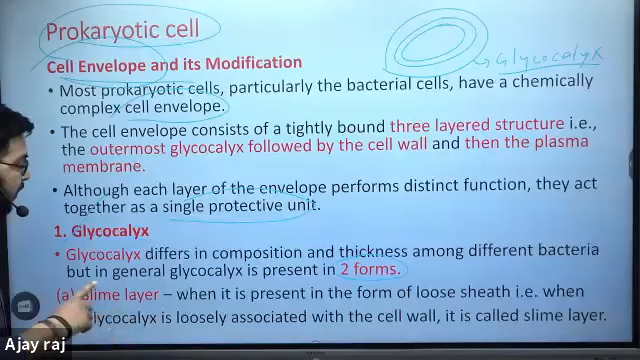 Prokaryotic cell
Glycocalyx
Cell Envelope and its Modification
• Most prokaryotic cells, particularly the bacterial cells, have a chemically
complex cell envelope.
• The cell envelope consists of a tightly bound three layered structure i.e.,
the outermost glycocalyx followed by the cell wall and then the plasma
membrane.
• Although each layer of the envelope performs distinct function, they act
together as a single protective unit.
1. Glycocalyx
• Glycocalyx differs in composition and thickness among different bacteria
but in general glycocalyx is present in 2 forms.
(a) Slime layer – when it is present in the form of loose sheath i.e. when
glycocalyx is loosely associated with the cell wall, it is called slime layer.
Ajay raj